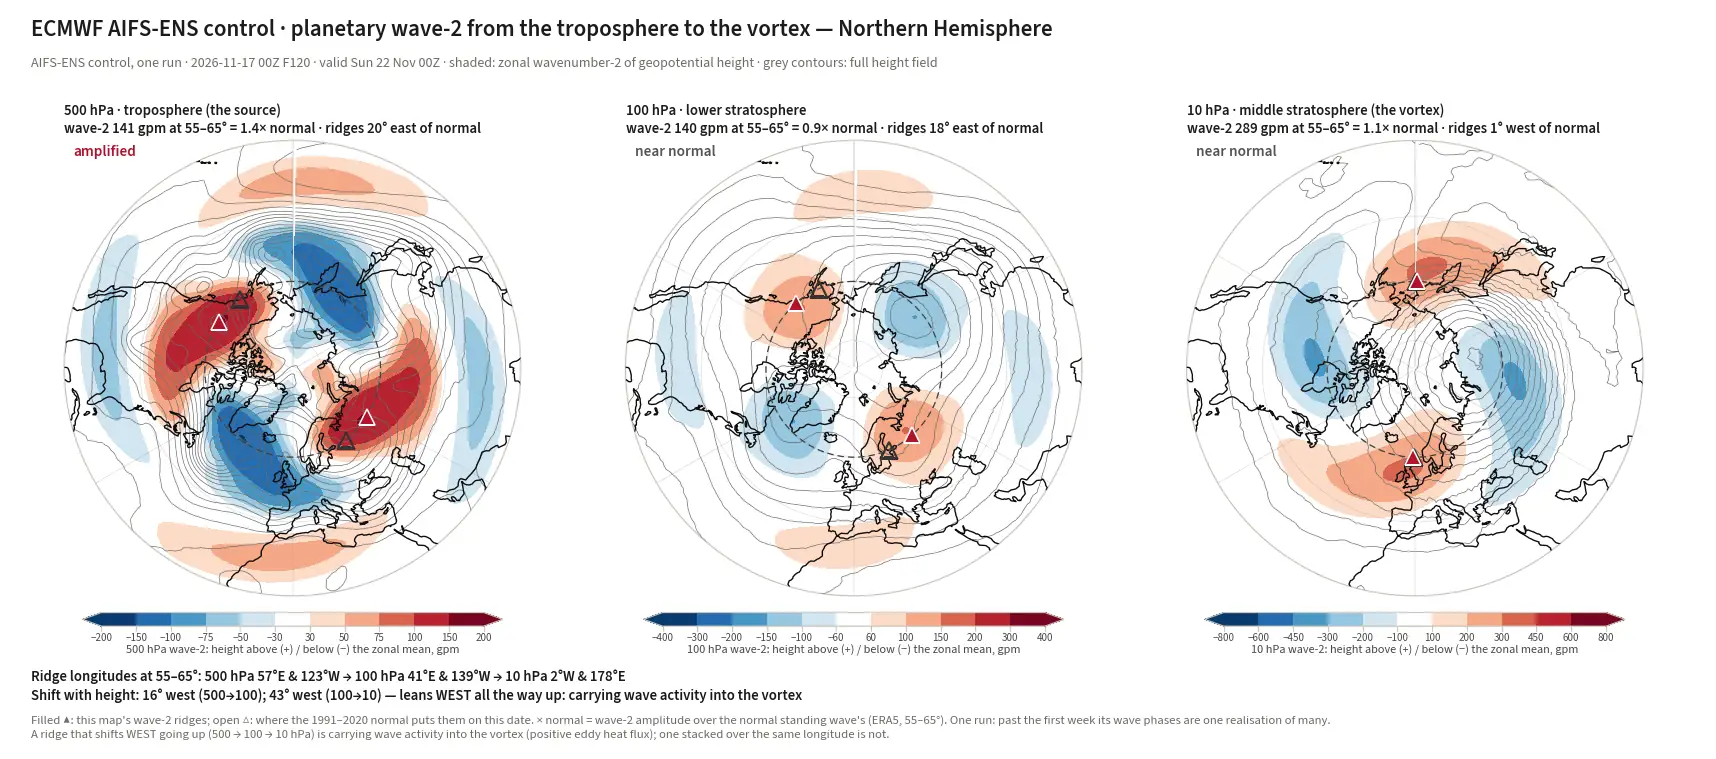 ECMWF AIFS-ENS control · planetary wave-2 from the troposphere to the vortex — Northern Hemisphere
AIFS-ENS control, one run · 2026-11-17 00Z F120 · valid Sun 22 Nov 00Z · shaded: zonal wavenumber-2 of geopotential height · grey contours: full height field
500 hPa · troposphere (the source)
wave-2 141 gpm at 55–65° = 1.4× normal · ridges 20° east of normal
amplified
100 hPa · lower stratosphere
wave-2 140 gpm at 55–65° = 0.9× normal · ridges 18° east of normal
near normal
10 hPa · middle stratosphere (the vortex)
wave-2 289 gpm at 55–65° = 1.1× normal · ridges 1° west of normal
near normal
−200 −150 −100 −75 −50 −30 30 50 75 100 150 200
500 hPa wave-2: height above (+) / below (−) the zonal mean, gpm
−400 −300 −200 −150 −100 −60 60 100 150 200 300 400
100 hPa wave-2: height above (+) / below (−) the zonal mean, gpm
−800 −600 −450 −300 −200 −100 100 200 300 450 600 800
10 hPa wave-2: height above (+) / below (−) the zonal mean, gpm
Ridge longitudes at 55–65°: 500 hPa 57°E & 123°W → 100 hPa 41°E & 139°W → 10 hPa 2°W & 178°E
Shift with height: 16° west (500→100); 43° west (100→10) — leans WEST all the way up: carrying wave activity into the vortex
Filled ▲: this map's wave-2 ridges; open △: where the 1991–2020 normal puts them on this date. × normal = wave-2 amplitude over the normal standing wave's (ERA5, 55–65°). One run: past the first week its wave phases are one realisation of many.
A ridge that shifts WEST going up (500 → 100 → 10 hPa) is carrying wave activity into the vortex (positive eddy heat flux); one stacked over the same longitude is not.